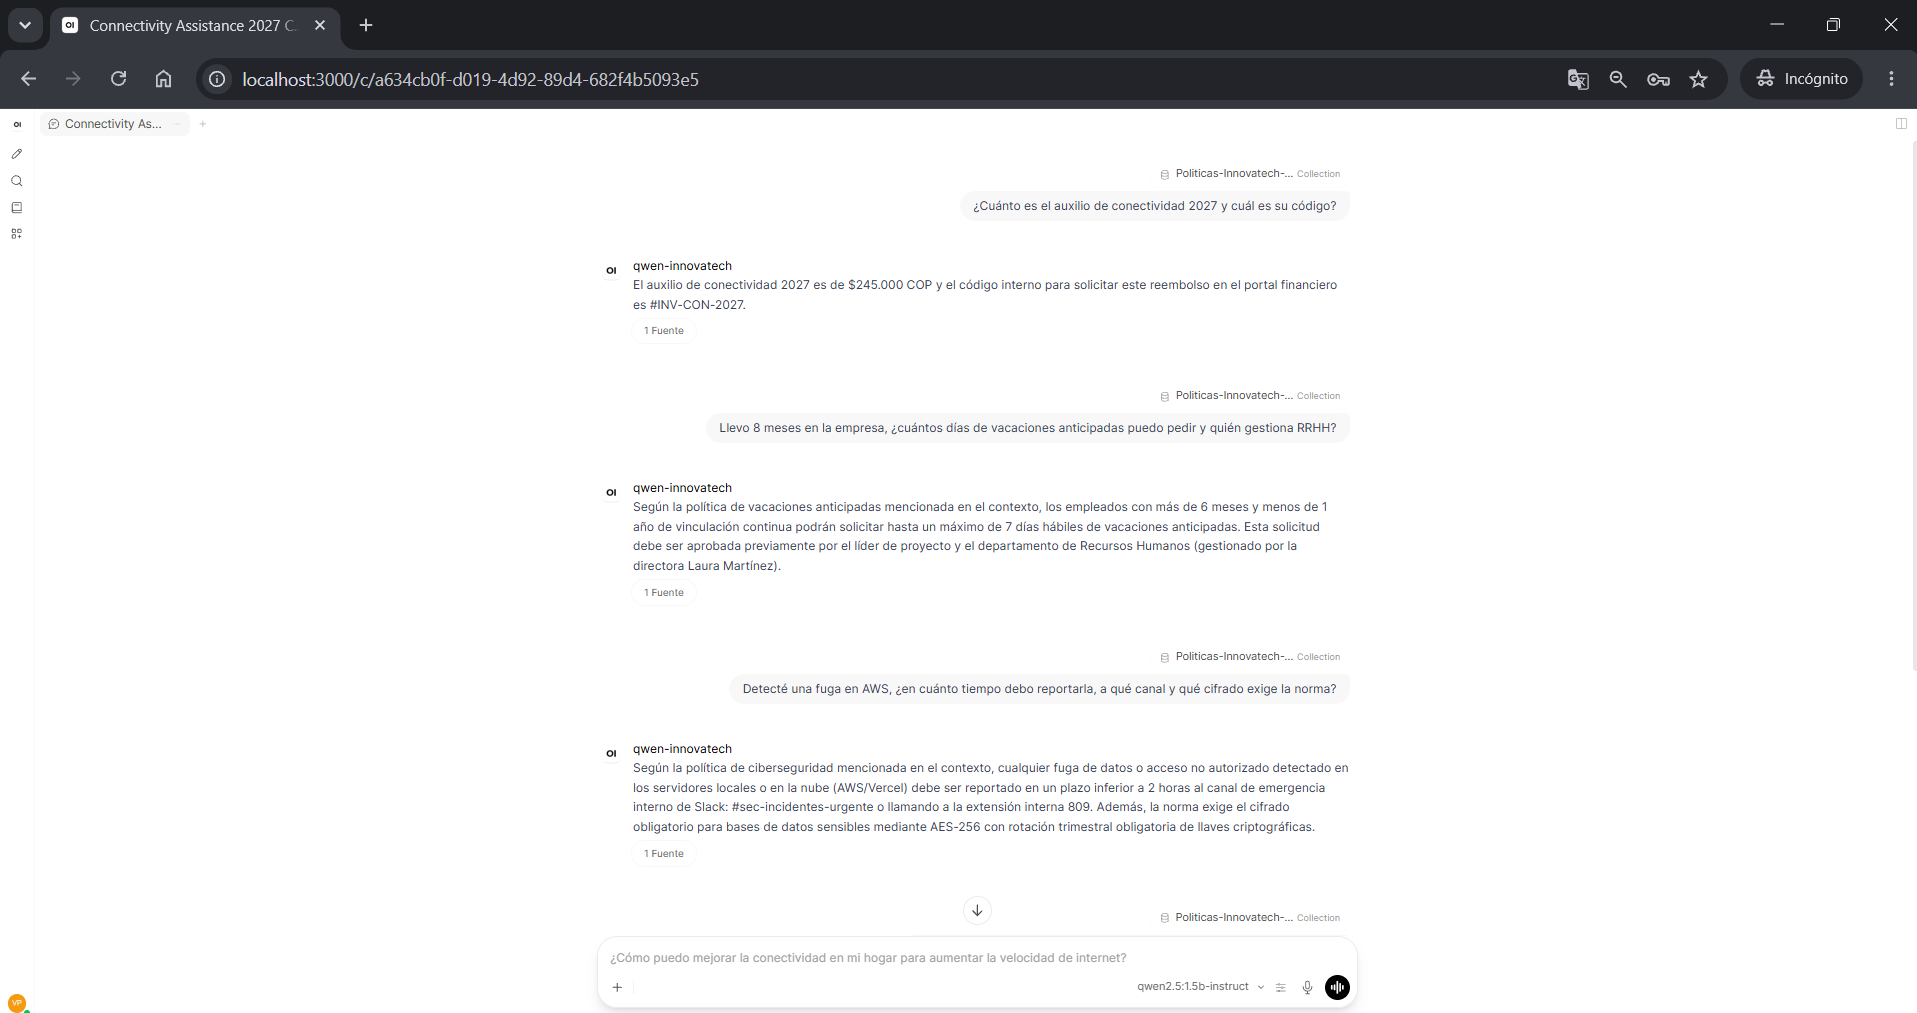 OI Connectivity Assistance 2027 C
localhost:3000/c/a634cb0f-d019-4d92-89d4-682f4b5093e5
Incógnito
OI
Connectivity As...
Politicas-Innovatech-... Collection
¿Cuánto es el auxilio de conectividad 2027 y cuál es su código?
OI
qwen-innovatech
El auxilio de conectividad 2027 es de $245.000 COP y el código interno para solicitar este reembolso en el portal financiero
es #INV-CON-2027.
1 Fuente
Politicas-Innovatech-... Collection
Llevo 8 meses en la empresa, ¿cuántos días de vacaciones anticipadas puedo pedir y quién gestiona RRHH?
OI
qwen-innovatech
Según la política de vacaciones anticipadas mencionada en el contexto, los empleados con más de 6 meses y menos de 1
año de vinculación continua podrán solicitar hasta un máximo de 7 días hábiles de vacaciones anticipadas. Esta solicitud
debe ser aprobada previamente por el líder de proyecto y el departamento de Recursos Humanos (gestionado por la
directora Laura Martínez).
1 Fuente
Politicas-Innovatech-... Collection
Detecté una fuga en AWS, ¿en cuánto tiempo debo reportarla, a qué canal y qué cifrado exige la norma?
OI
qwen-innovatech
Según la política de ciberseguridad mencionada en el contexto, cualquier fuga de datos o acceso no autorizado detectado en
los servidores locales o en la nube (AWS/Vercel) debe ser reportado en un plazo inferior a 2 horas al canal de emergencia
interno de Slack: #sec-incidentes-urgente o llamando a la extensión interna 809. Además, la norma exige el cifrado
obligatorio para bases de datos sensibles mediante AES-256 con rotación trimestral obligatoria de llaves criptográficas.
1 Fuente
Politicas-Innovatech-... Collection
¿Cómo puedo mejorar la conectividad en mi hogar para aumentar la velocidad de internet?
qwen2.5:1.5b-instruct
VP